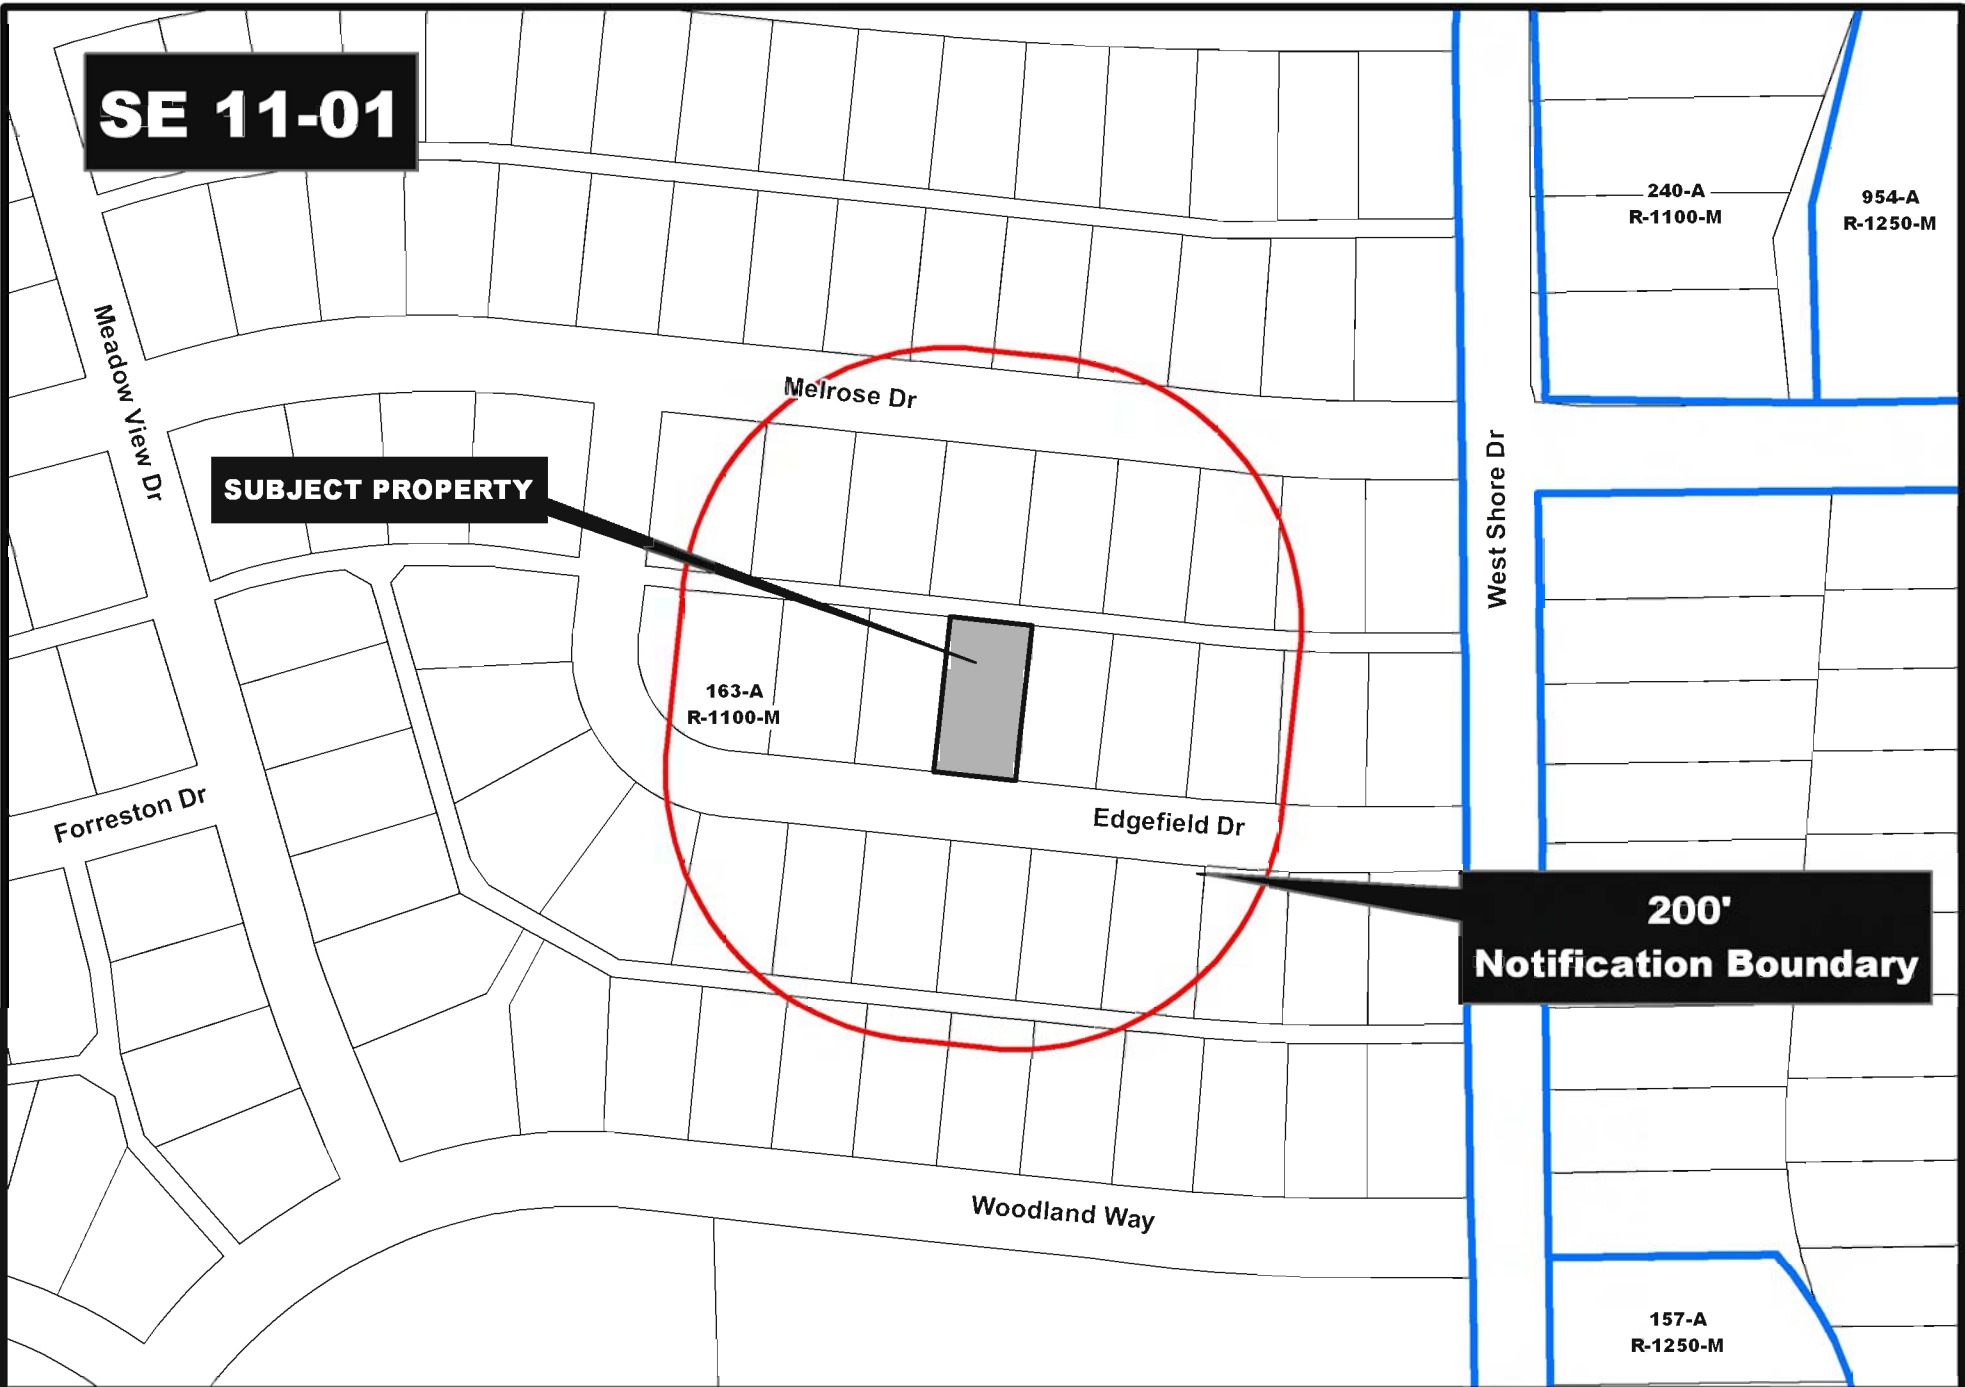 SE 11-01
240-A
R-1100-M
954-A
R-1250-M
Meadow View Dr
Melrose Dr
SUBJECT PROPERTY
West Shore Dr
163-A
R-1100-M
Forreston Dr
Edgefield Dr
200'
Notification Boundary
Woodland Way
157-A
R-1250-M